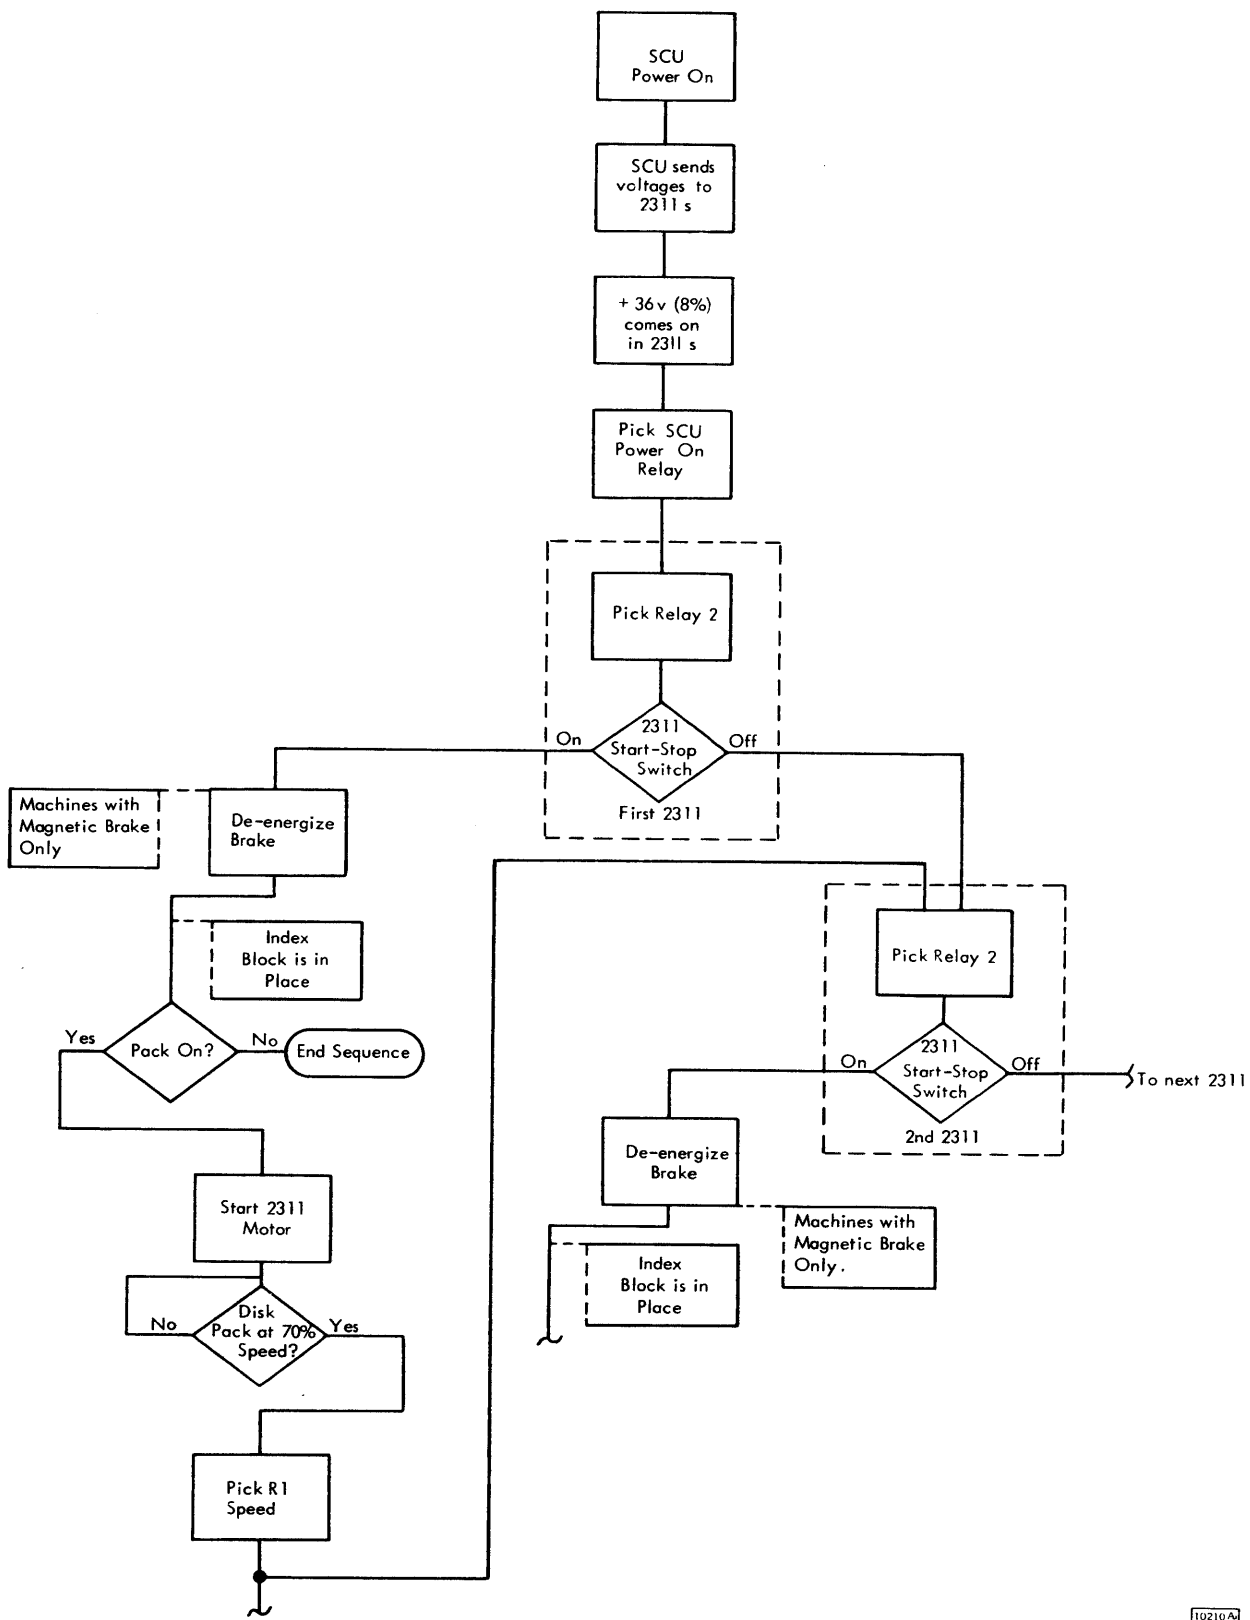 SCU
Power On
SCU sends
voltages to
2311 s
+ 36 v (8%)
comes on
in 2311 s
Pick SCU
Power On
Relay
Pick Relay 2
On
2311
Start-Stop
Switch
Off
First 2311
Machines with
Magnetic Brake
Only
De-energize
Brake
Index
Block is in
Place
Yes
Pack On?
No
End Sequence
Pick Relay 2
On
2311
Start-Stop
Switch
Off
To next 2311
2nd 2311
De-energize
Brake
Machines with
Magnetic Brake
Only.
Index
Block is in
Place
Start 2311
Motor
No
Disk
Pack at 70%
Speed?
Yes
Pick R1
Speed
10210A